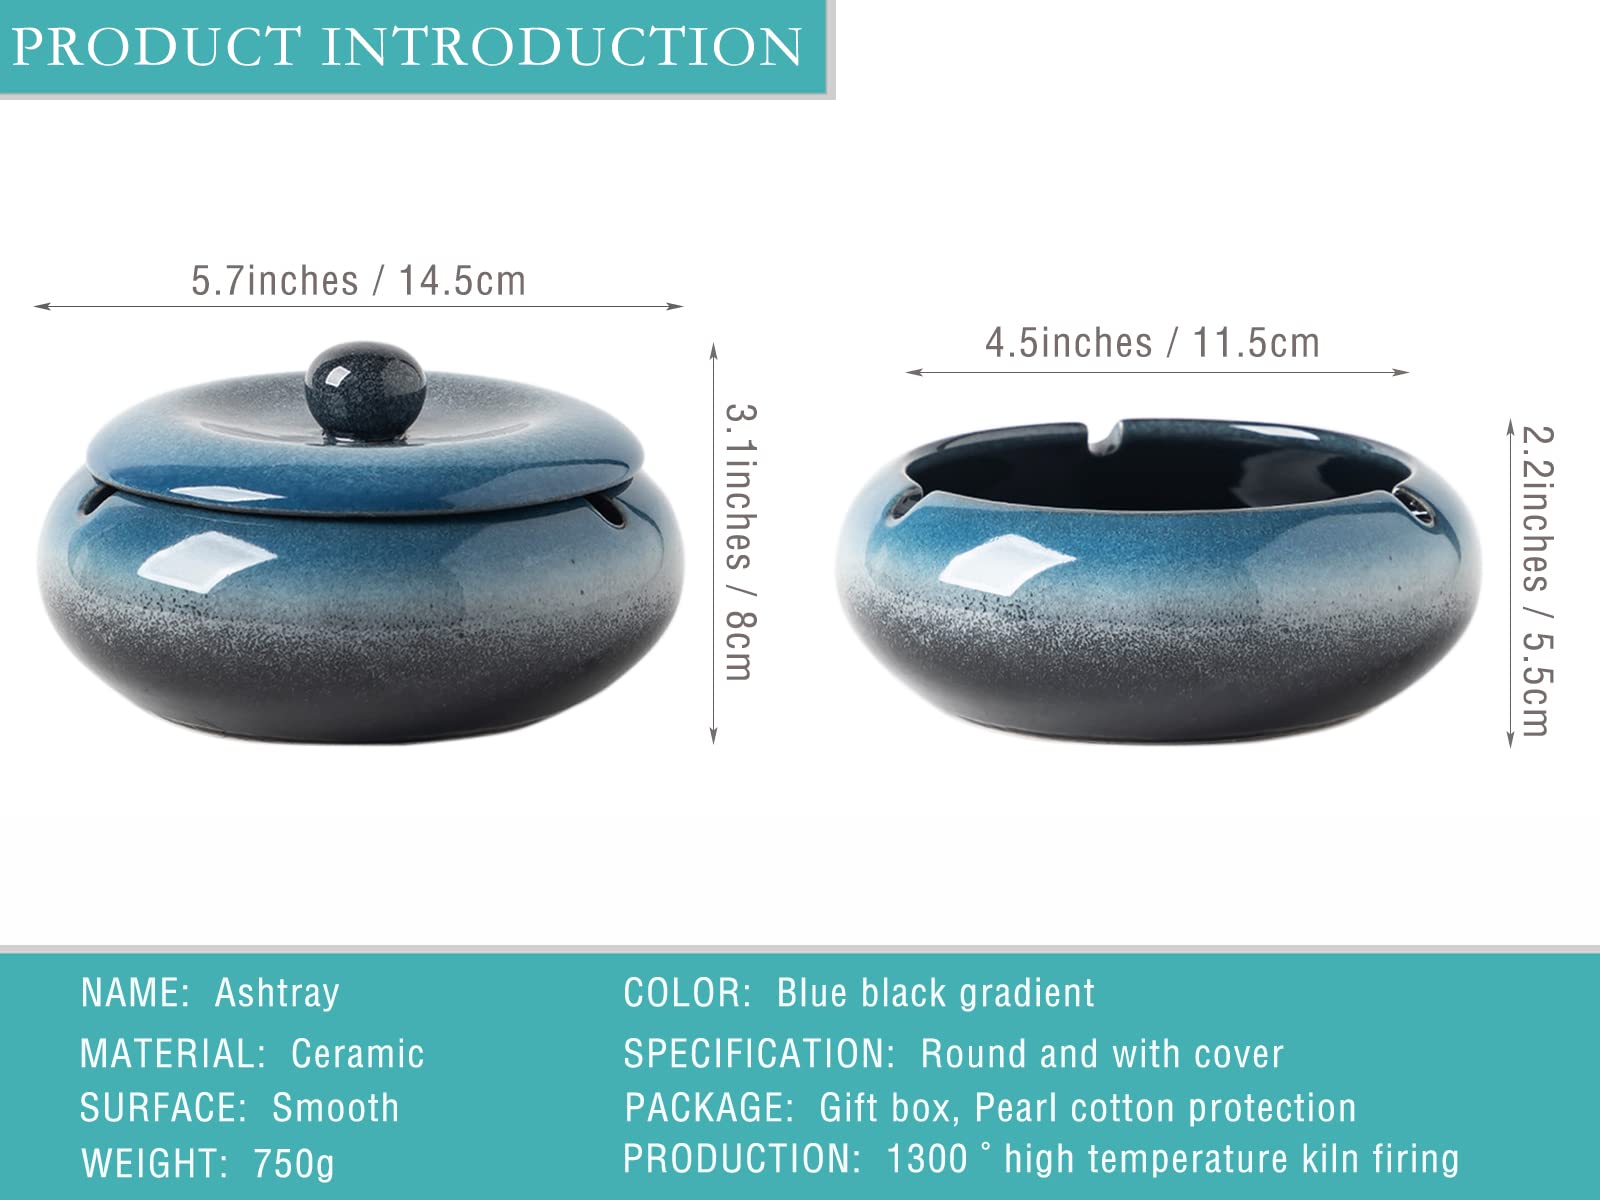 PRODUCT INTRODUCTION
5.7inches / 14.5cm
3.1inches / 8cm
4.5inches / 11.5cm
2.2inches / 5.5cm
NAME: Ashtray
MATERIAL: Ceramic
SURFACE: Smooth
WEIGHT: 750g
COLOR: Blue black gradient
SPECIFICATION: Round and with cover
PACKAGE: Gift box, Pearl cotton protection
PRODUCTION: 1300 ° high temperature kiln firing